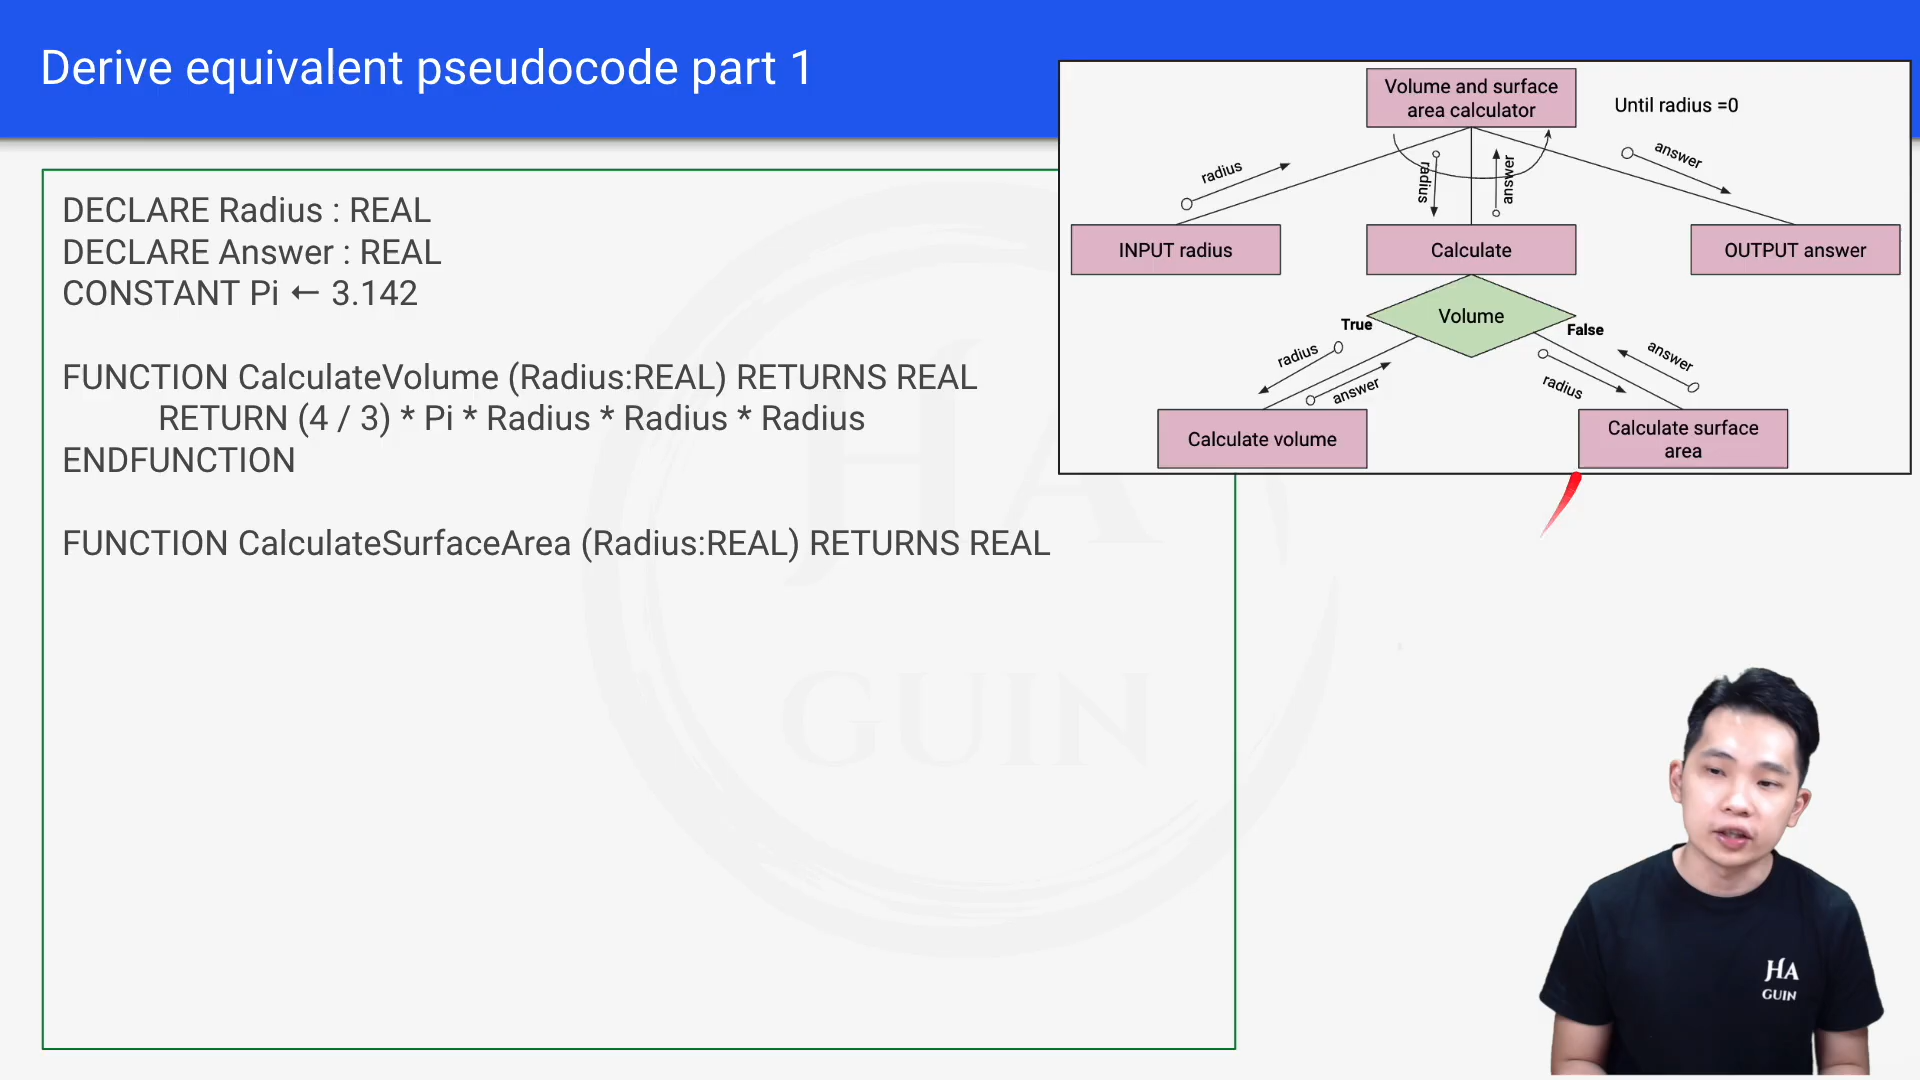 Derive equivalent pseudocode part 1
DECLARE Radius : REAL
DECLARE Answer : REAL
CONSTANT Pi ← 3.142
FUNCTION CalculateVolume (Radius:REAL) RETURNS REAL
RETURN (4 / 3) * Pi * Radius * Radius * Radius
ENDFUNCTION
FUNCTION CalculateSurfaceArea (Radius:REAL) RETURNS REAL
Volume and surface
area calculator
Until radius =0
radius
radius
answer
answer
INPUT radius
Calculate
OUTPUT answer
Volume
True
False
radius
answer
radius
answer
Calculate volume
Calculate surface
area
HA
GUIN
HA
GUIN